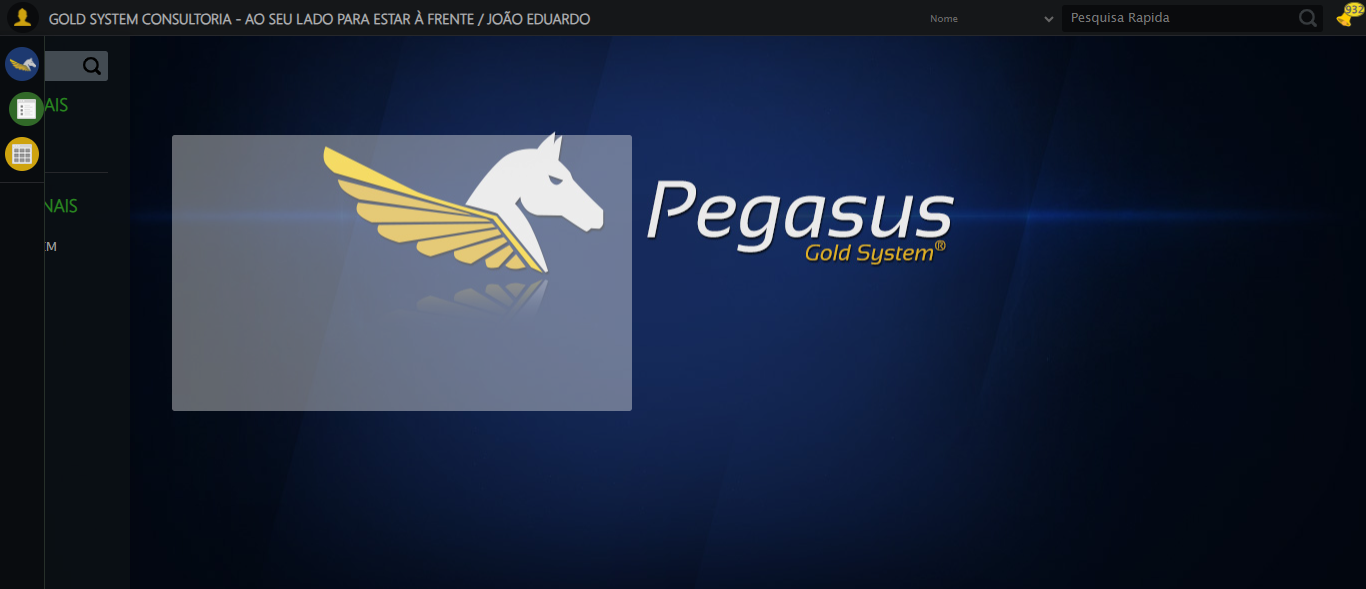 GOLD SYSTEM CONSULTORIA - AO SEU LADO PARA ESTAR À FRENTE / JOÃO EDUARDO
Nome
Pesquisa Rapida
932
AIS
NAIS
EM
Pegasus
Gold System®